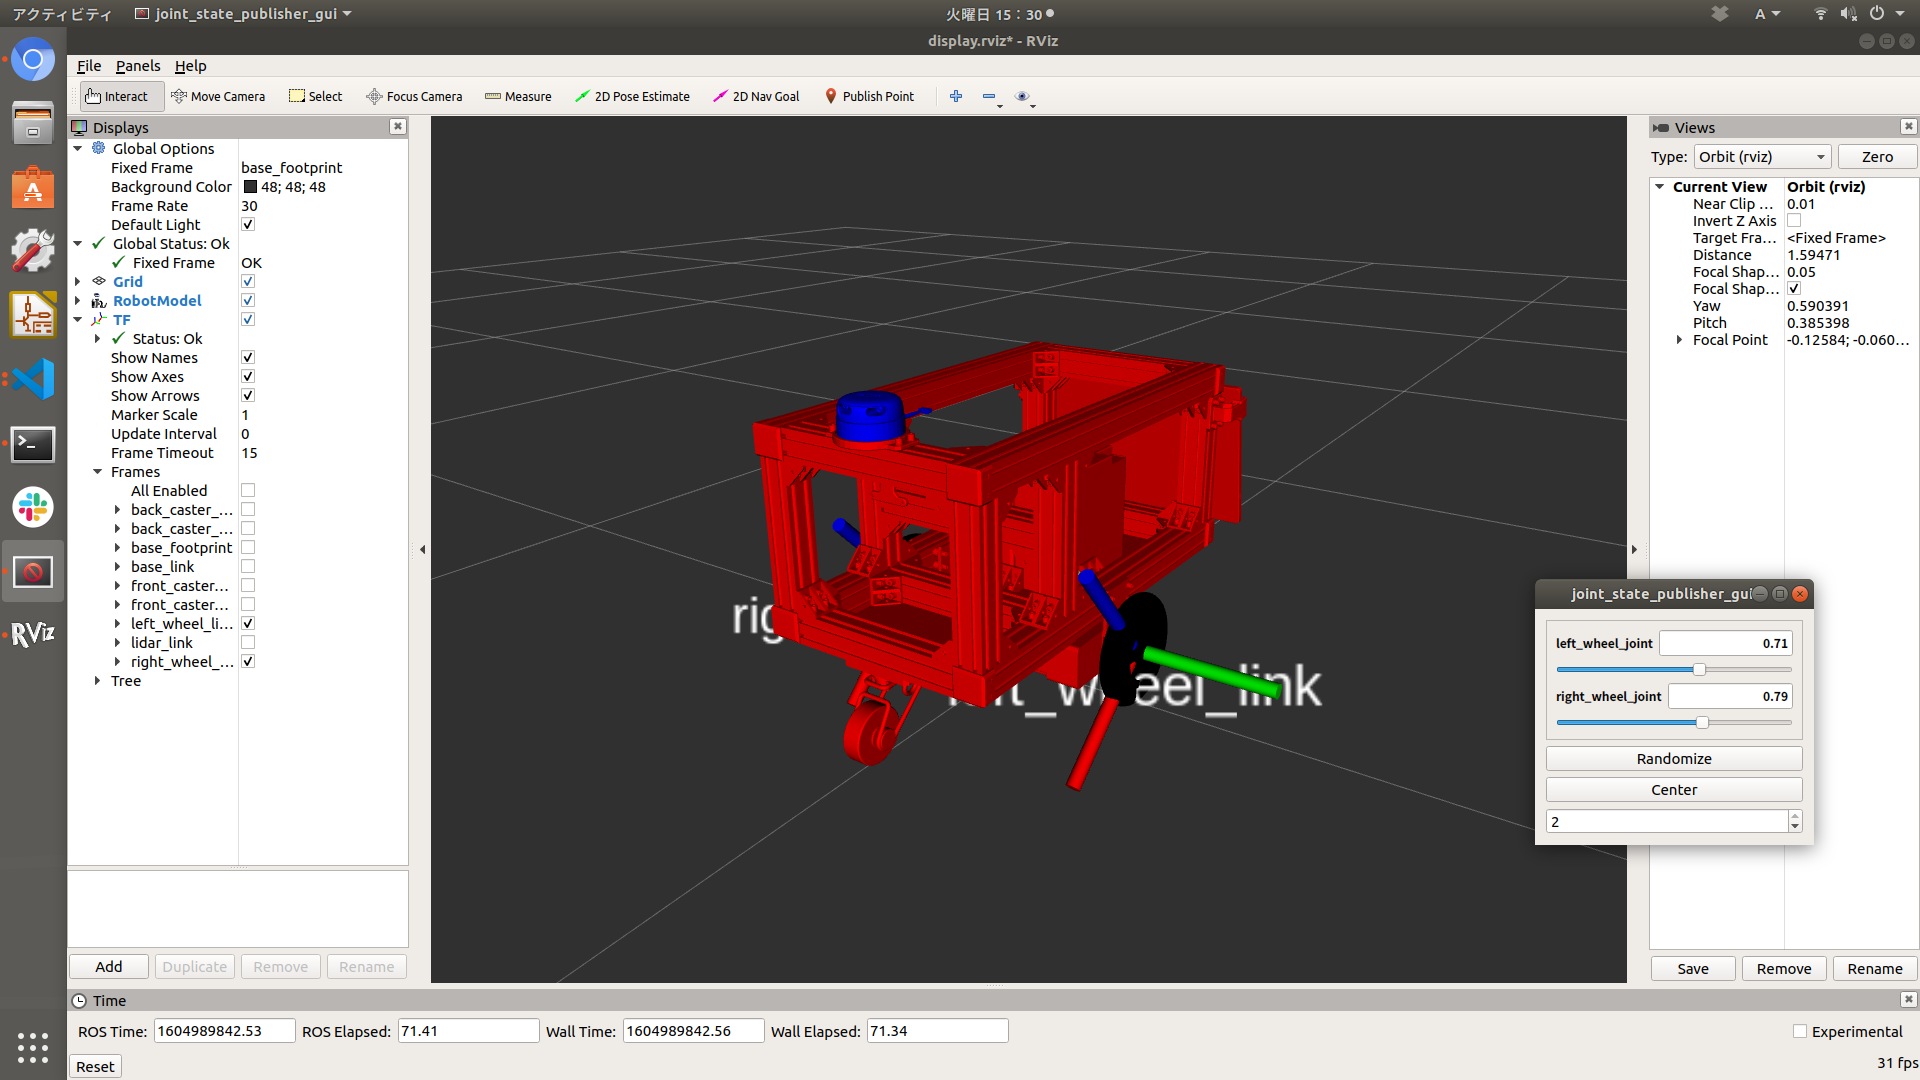 アクティビティ
joint_state_publisher_gui
火曜日 15：30
A
display.rviz* - RViz
File Panels Help
Interact Move Camera Select Focus Camera Measure 2D Pose Estimate 2D Nav Goal Publish Point
Displays
Global Options
Fixed Frame base_footprint
Background Color 48; 48; 48
Frame Rate 30
Default Light
Global Status: Ok
Fixed Frame OK
Grid
RobotModel
TF
Status: Ok
Show Names
Show Axes
Show Arrows
Marker Scale 1
Update Interval 0
Frame Timeout 15
Frames
All Enabled
back_caster_...
back_caster_...
base_footprint
base_link
front_caster...
front_caster...
left_wheel_li...
lidar_link
right_wheel_...
Tree
Add Duplicate Remove Rename
RViz
Views
Type: Orbit (rviz) Zero
Current View Orbit (rviz)
Near Clip ... 0.01
Invert Z Axis
Target Fra... <Fixed Frame>
Distance 1.59471
Focal Shap... 0.05
Focal Shap...
Yaw 0.590391
Pitch 0.385398
Focal Point -0.12584; -0.060...
Save Remove Rename
joint_state_publisher_gui
left_wheel_joint 0.71
right_wheel_joint 0.79
Randomize
Center
2
Time
ROS Time: 1604989842.53 ROS Elapsed: 71.41 Wall Time: 1604989842.56 Wall Elapsed: 71.34 Experimental
Reset 31 fps